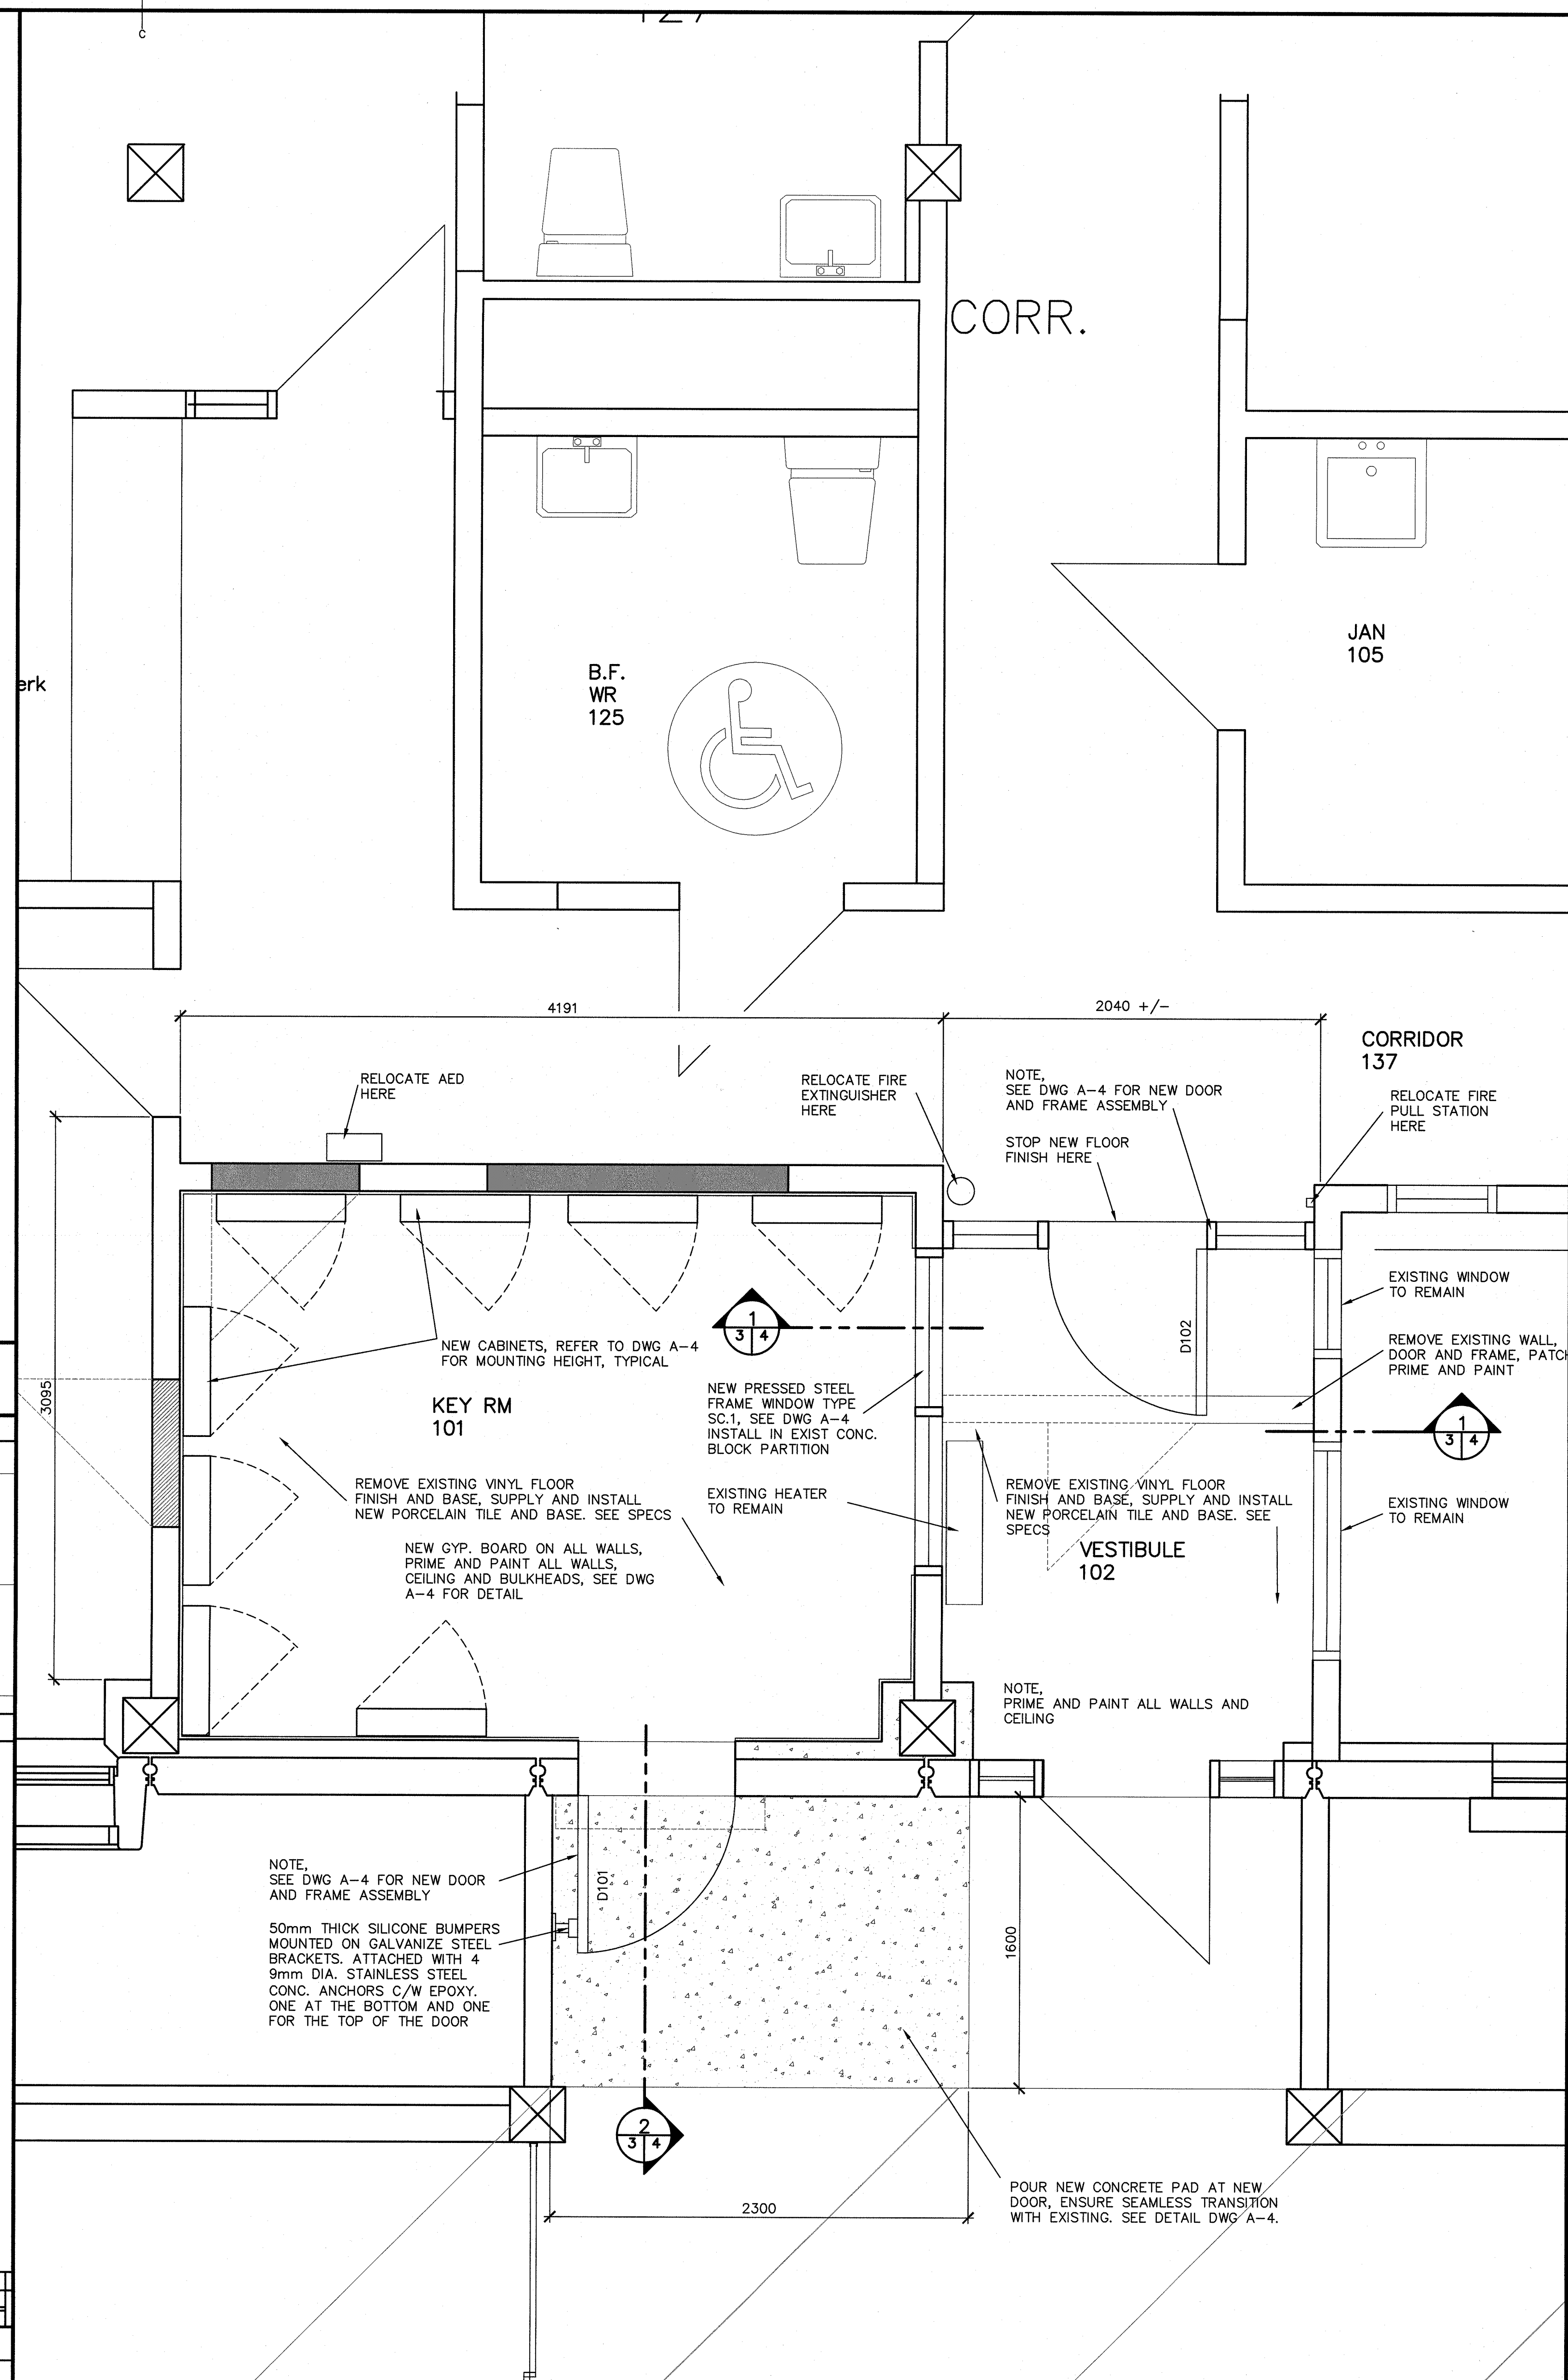 C
CORR.
erk
B.F.
WR
125
JAN
105
4191
2040 +/-
CORRIDOR
137
RELOCATE AED
HERE
RELOCATE FIRE
EXTINGUISHER
HERE
NOTE,
SEE DWG A-4 FOR NEW DOOR
AND FRAME ASSEMBLY
STOP NEW FLOOR
FINISH HERE
RELOCATE FIRE
PULL STATION
HERE
3095
NEW CABINETS, REFER TO DWG A-4
FOR MOUNTING HEIGHT, TYPICAL
KEY RM
101
1
3 4
D102
EXISTING WINDOW
TO REMAIN
REMOVE EXISTING WALL,
DOOR AND FRAME, PATCH
PRIME AND PAINT
NEW PRESSED STEEL
FRAME WINDOW TYPE
SC.1, SEE DWG A-4
INSTALL IN EXIST CONC.
BLOCK PARTITION
1
3 4
REMOVE EXISTING VINYL FLOOR
FINISH AND BASE, SUPPLY AND INSTALL
NEW PORCELAIN TILE AND BASE. SEE SPECS
EXISTING HEATER
TO REMAIN
REMOVE EXISTING VINYL FLOOR
FINISH AND BASE, SUPPLY AND INSTALL
NEW PORCELAIN TILE AND BASE. SEE
SPECS
EXISTING WINDOW
TO REMAIN
NEW GYP. BOARD ON ALL WALLS,
PRIME AND PAINT ALL WALLS,
CEILING AND BULKHEADS, SEE DWG
A-4 FOR DETAIL
VESTIBULE
102
NOTE,
PRIME AND PAINT ALL WALLS AND
CEILING
NOTE,
SEE DWG A-4 FOR NEW DOOR
AND FRAME ASSEMBLY
D101
50mm THICK SILICONE BUMPERS
MOUNTED ON GALVANIZE STEEL
BRACKETS. ATTACHED WITH 4
9mm DIA. STAINLESS STEEL
CONC. ANCHORS C/W EPOXY.
ONE AT THE BOTTOM AND ONE
FOR THE TOP OF THE DOOR
1600
2
3 4
2300
POUR NEW CONCRETE PAD AT NEW
DOOR, ENSURE SEAMLESS TRANSITION
WITH EXISTING. SEE DETAIL DWG A-4.